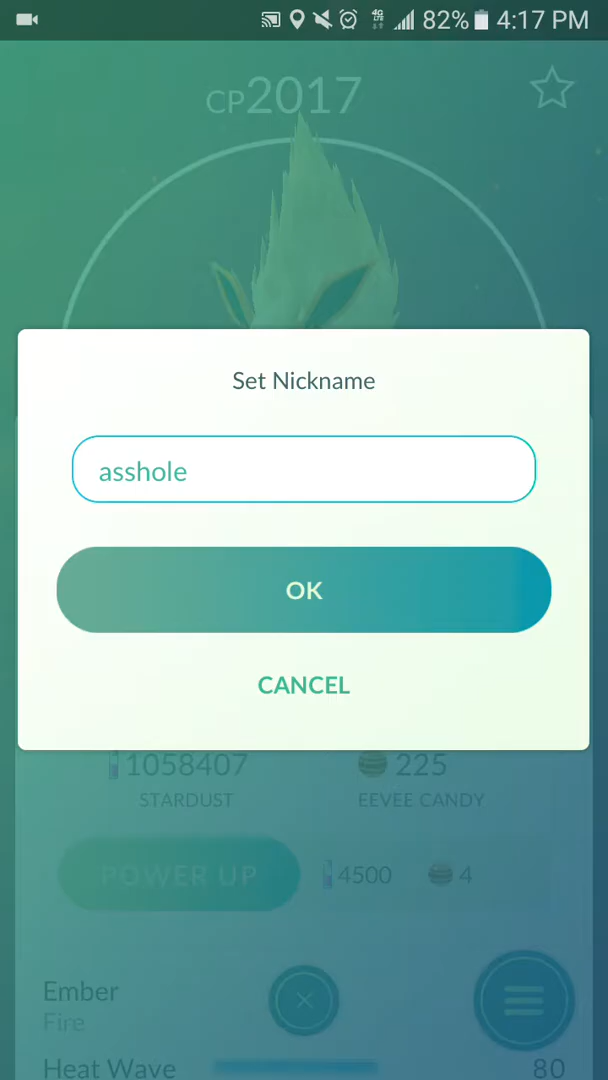 82% 4:17 PM
CP2017
Set Nickname
asshole
OK
CANCEL
1058407 225
STARDUST EEVEE CANDY
POWER UP 4500 4
Ember
Fire
Heat Wave 80